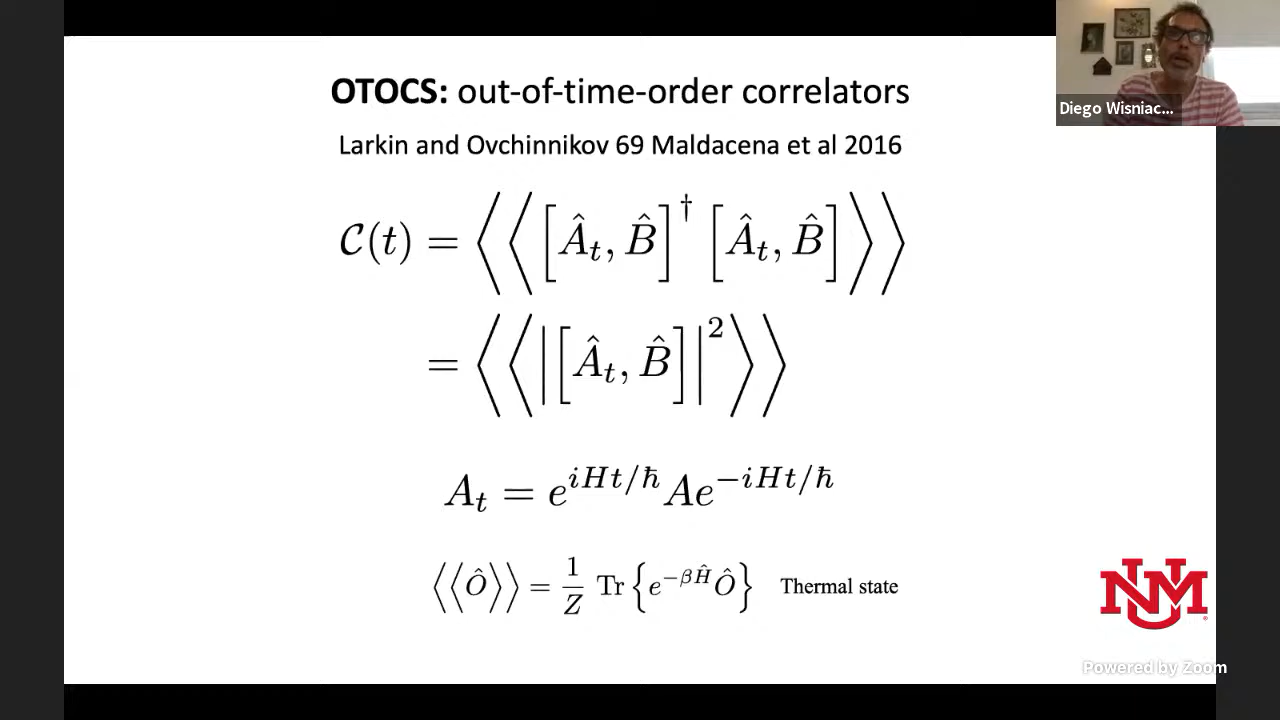 OTOCS: out-of-time-order correlators
Diego Wisniac...
Larkin and Ovchinnikov 69 Maldacena et al 2016
𝒞(t) = ⟨⟨[Â_t, B̂]^† [Â_t, B̂]⟩⟩
= ⟨⟨|[Â_t, B̂]|^2⟩⟩
A_t = e^{iHt/ħ} A e^{−iHt/ħ}
⟨⟨Ô⟩⟩ = 1/Z Tr{e^{−βĤ} Ô} Thermal state
UNM
®
Powered by Zoom